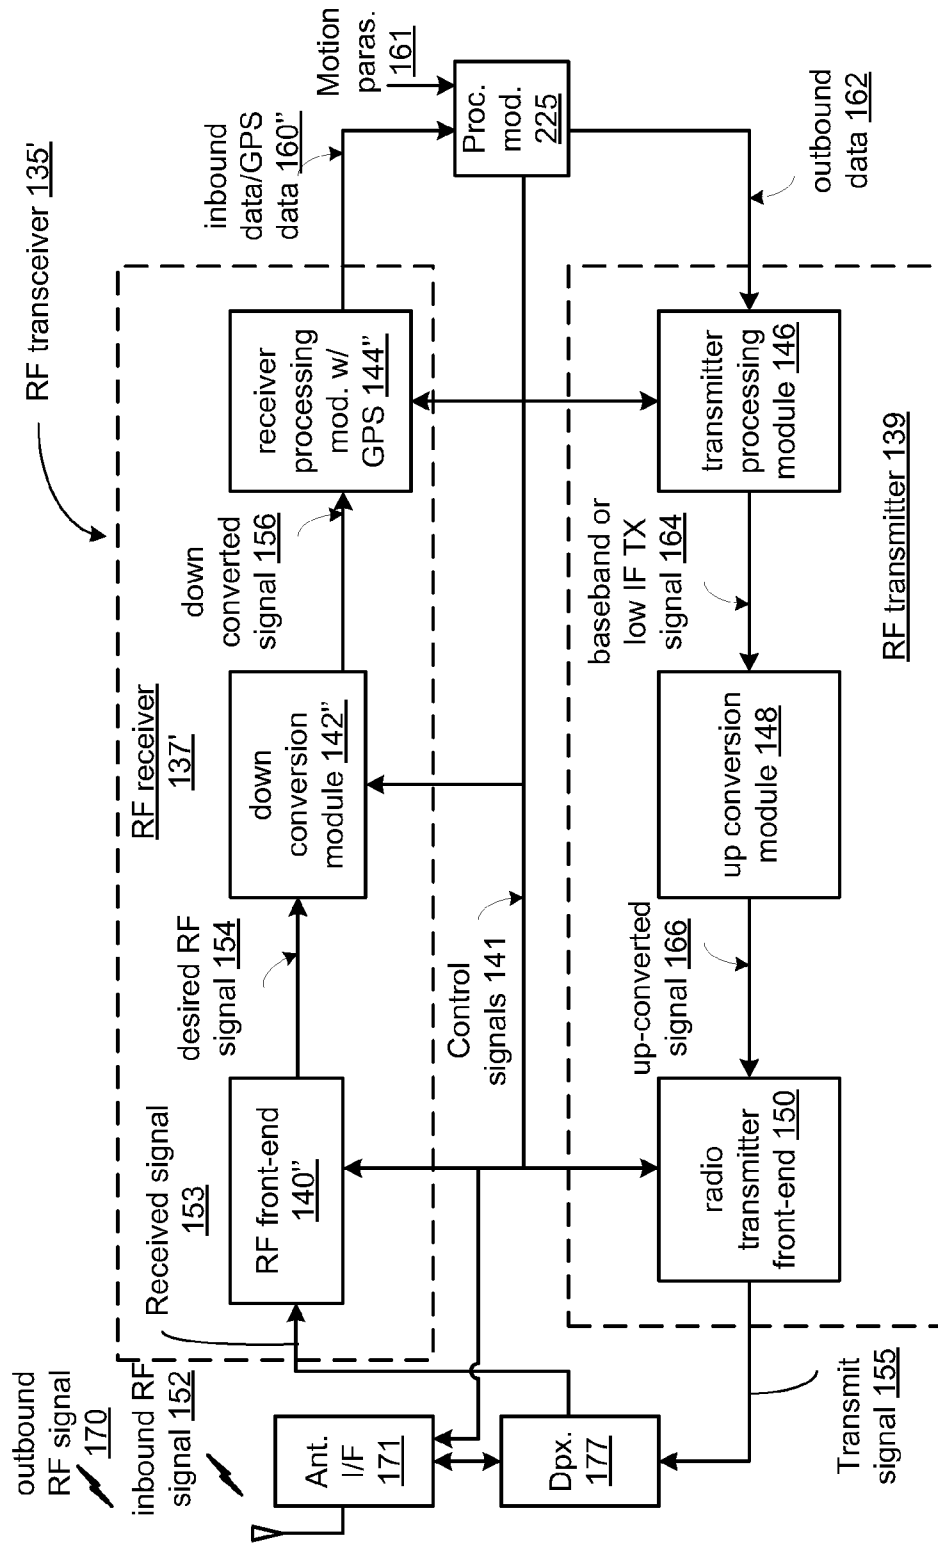 RF transceiver 135'
outbound
RF signal
170
inbound RF
signal 152
Received signal
153
RF receiver
137'
Ant.
I/F
171
Dpx.
177
RF front-end
140"
desired RF
signal 154
down
conversion
module 142"
down
converted
signal 156
receiver
processing
mod. w/
GPS 144"
inbound
data/GPS
data 160"
Motion
paras.
161
Proc.
mod.
225
Control
signals 141
outbound
data 162
transmitter
processing
module 146
baseband or
low IF TX
signal 164
up conversion
module 148
up-converted
signal 166
radio
transmitter
front-end 150
Transmit
signal 155
RF transmitter 139